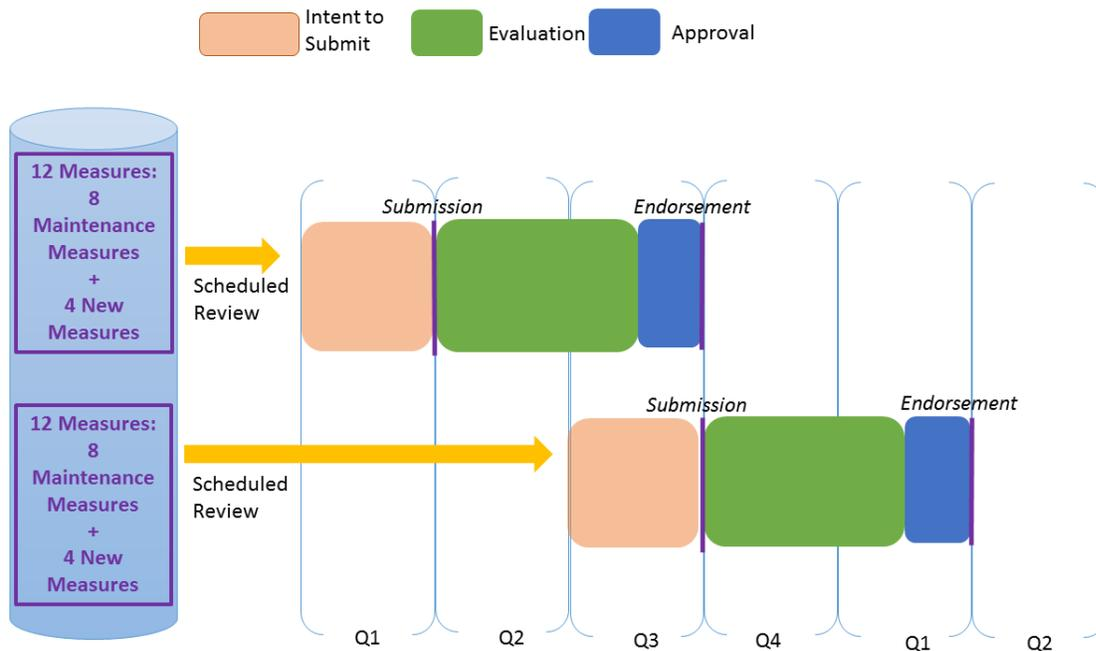 Intent to
Submit
Evaluation
Approval
12 Measures:
8
Maintenance
Measures
+
4 New
Measures
Scheduled
Review
Submission
Endorsement
12 Measures:
8
Maintenance
Measures
+
4 New
Measures
Scheduled
Review
Submission
Endorsement
Q1
Q2
Q3
Q4
Q1
Q2